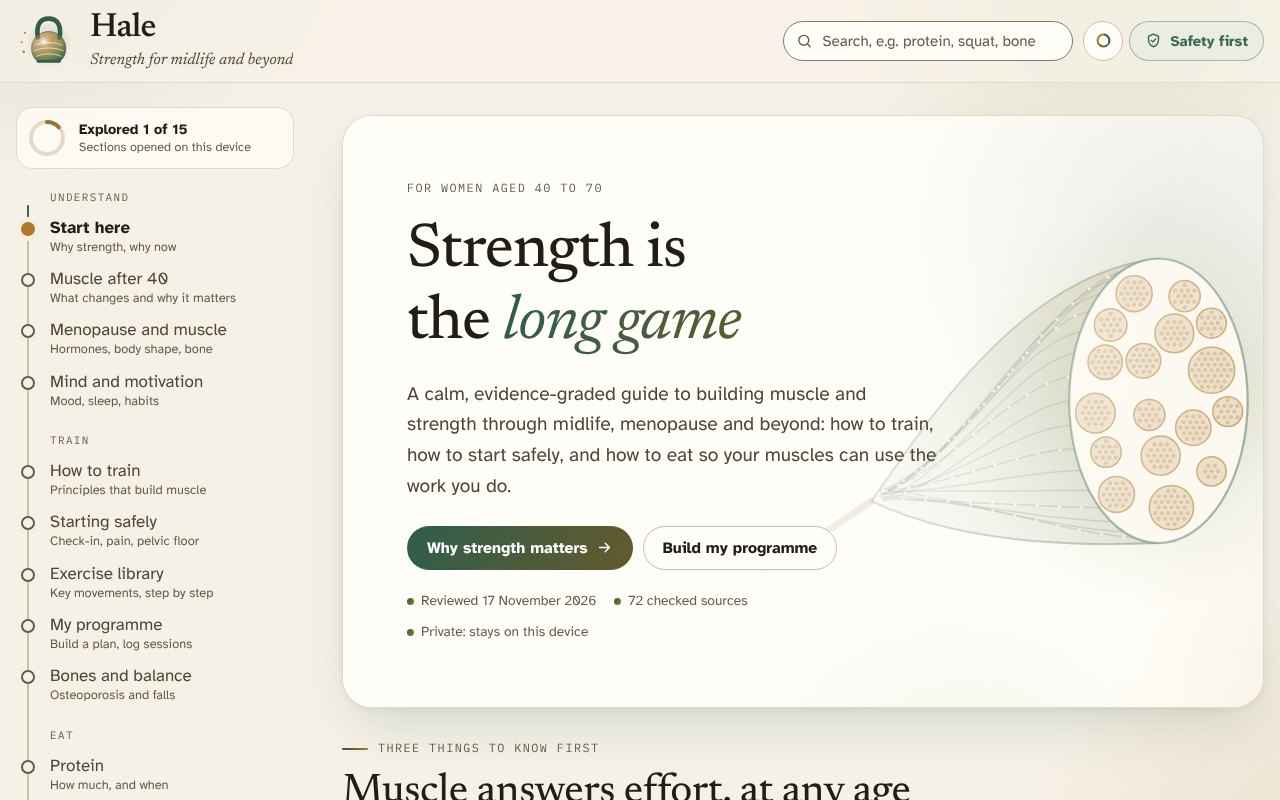 Hale
Strength for midlife and beyond
Search, e.g. protein, squat, bone
Safety first
Explored 1 of 15
Sections opened on this device
UNDERSTAND
Start here
Why strength, why now
Muscle after 40
What changes and why it matters
Menopause and muscle
Hormones, body shape, bone
Mind and motivation
Mood, sleep, habits
TRAIN
How to train
Principles that build muscle
Starting safely
Check-in, pain, pelvic floor
Exercise library
Key movements, step by step
My programme
Build a plan, log sessions
Bones and balance
Osteoporosis and falls
EAT
Protein
How much, and when
FOR WOMEN AGED 40 TO 70
Strength is
the long game
A calm, evidence-graded guide to building muscle and
strength through midlife, menopause and beyond: how to train,
how to start safely, and how to eat so your muscles can use the
work you do.
Why strength matters
Build my programme
Reviewed 17 November 2026
72 checked sources
Private: stays on this device
THREE THINGS TO KNOW FIRST
Muscle answers effort, at any age